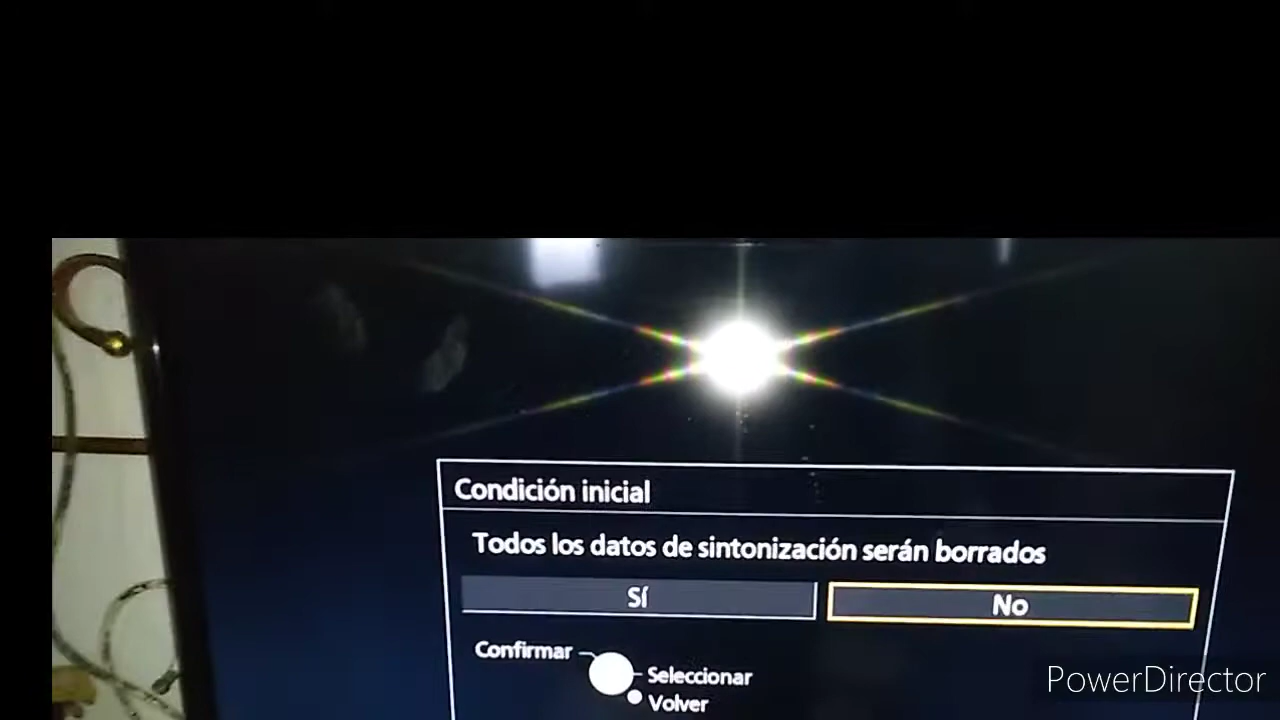 Condición inicial
Todos los datos de sintonización serán borrados
Sí No
Confirmar
Seleccionar
Volver
PowerDirector